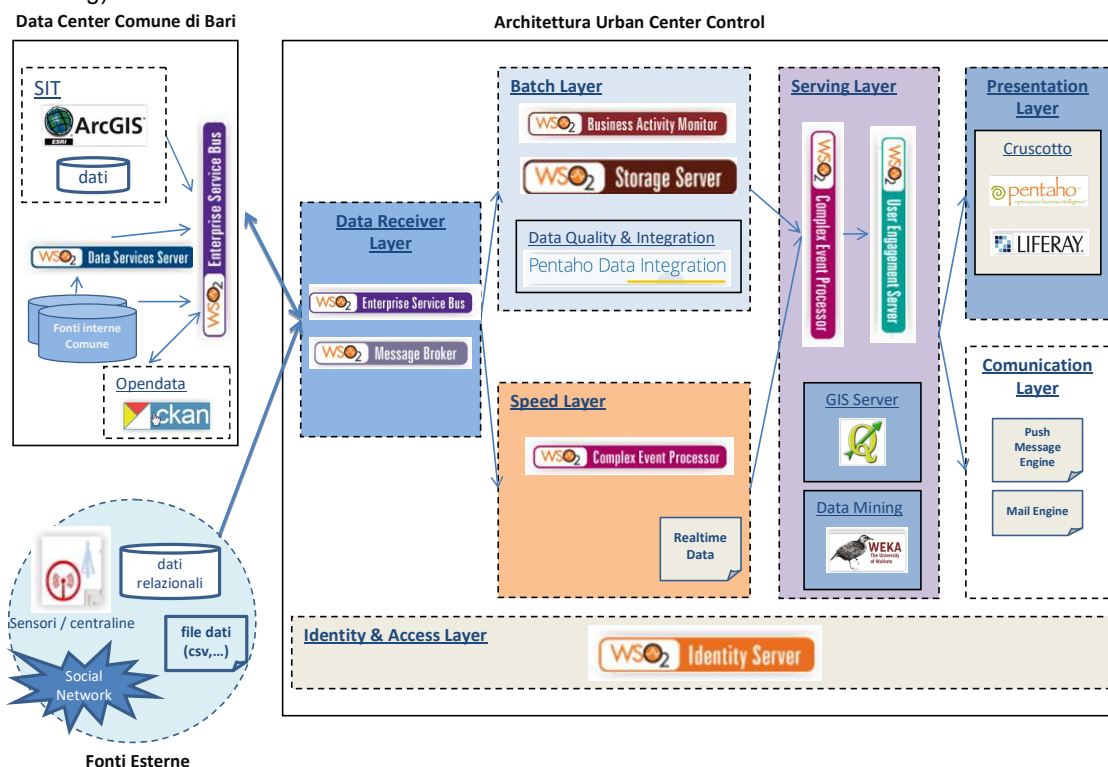 Data Center Comune di Bari
Architettura Urban Center Control
SIT
ArcGIS
ESRI
dati
WSO2 Enterprise Service Bus
WSO2 Data Services Server
Fonti interne
Comune
Opendata
ckan
Data Receiver
Layer
WSO2 Enterprise Service Bus
WSO2 Message Broker
Batch Layer
WSO2 Business Activity Monitor
WSO2 Storage Server
Data Quality & Integration
Pentaho Data Integration
Speed Layer
WSO2 Complex Event Processor
Realtime
Data
Serving Layer
WSO2 Complex Event Processor
WSO2 User Engagement Server
GIS Server
Data Mining
WEKA
The University
of Waikato
Presentation
Layer
Cruscotto
pentaho
open source business intelligence
LIFERAY.
Comunication
Layer
Push
Message
Engine
Mail Engine
Identity & Access Layer
WSO2 Identity Server
dati
relazionali
Sensori / centraline
file dati
(csv,...)
Social
Network
Fonti Esterne